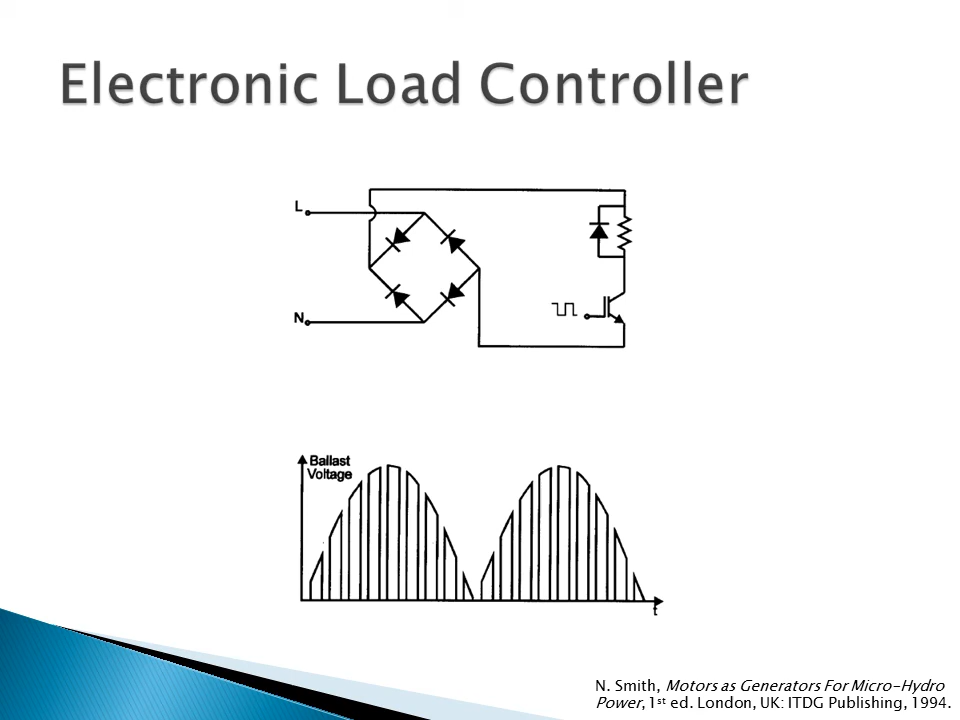 Electronic Load Controller
L
N
Ballast
Voltage
t
N. Smith, Motors as Generators For Micro-Hydro
Power, 1st ed. London, UK: ITDG Publishing, 1994.